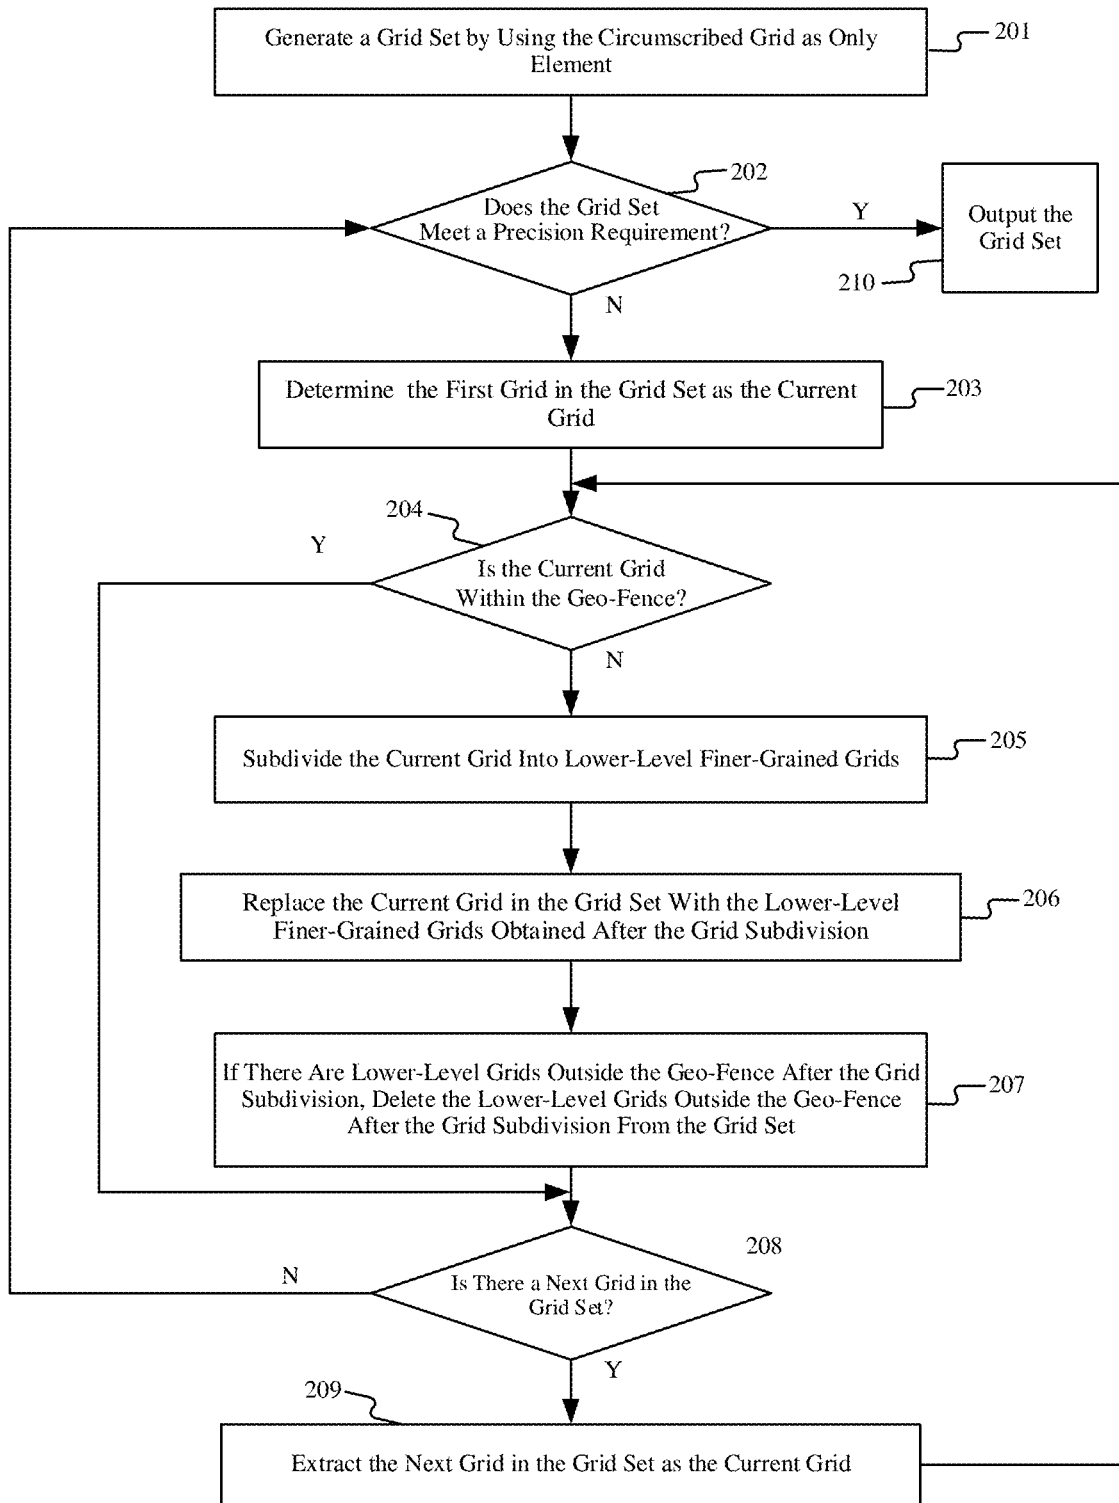 Generate a Grid Set by Using the Circumscribed Grid as Only
Element
201
202
Does the Grid Set
Meet a Precision Requirement?
Y
Output the
Grid Set
210
N
Determine the First Grid in the Grid Set as the Current
Grid
203
204
Y
Is the Current Grid
Within the Geo-Fence?
N
Subdivide the Current Grid Into Lower-Level Finer-Grained Grids
205
Replace the Current Grid in the Grid Set With the Lower-Level
Finer-Grained Grids Obtained After the Grid Subdivision
206
If There Are Lower-Level Grids Outside the Geo-Fence After the Grid
Subdivision, Delete the Lower-Level Grids Outside the Geo-Fence
After the Grid Subdivision From the Grid Set
207
208
N
Is There a Next Grid in the
Grid Set?
Y
209
Extract the Next Grid in the Grid Set as the Current Grid